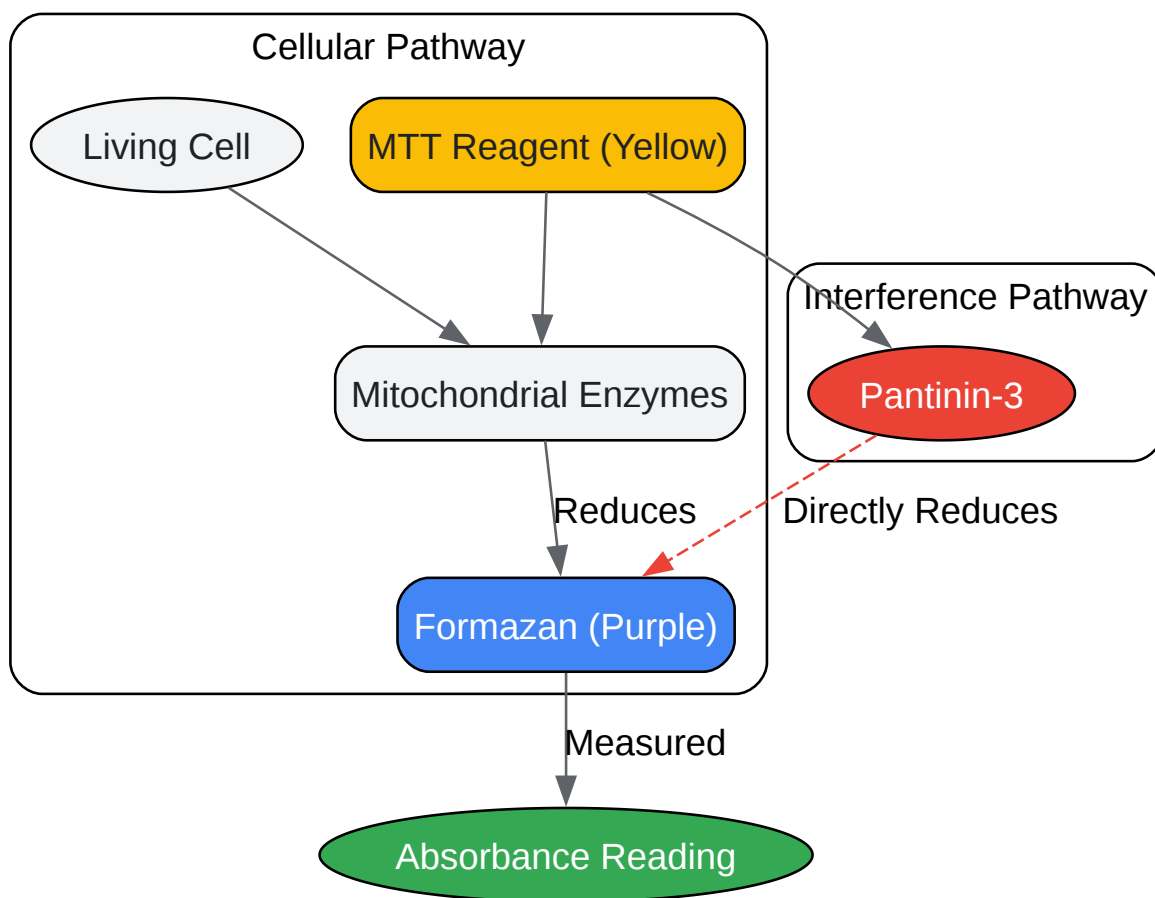 Cellular Pathway
Living Cell
MTT Reagent (Yellow)
Interference Pathway
Mitochondrial Enzymes
Pantinin-3
Reduces
Directly Reduces
Formazan (Purple)
Measured
Absorbance Reading